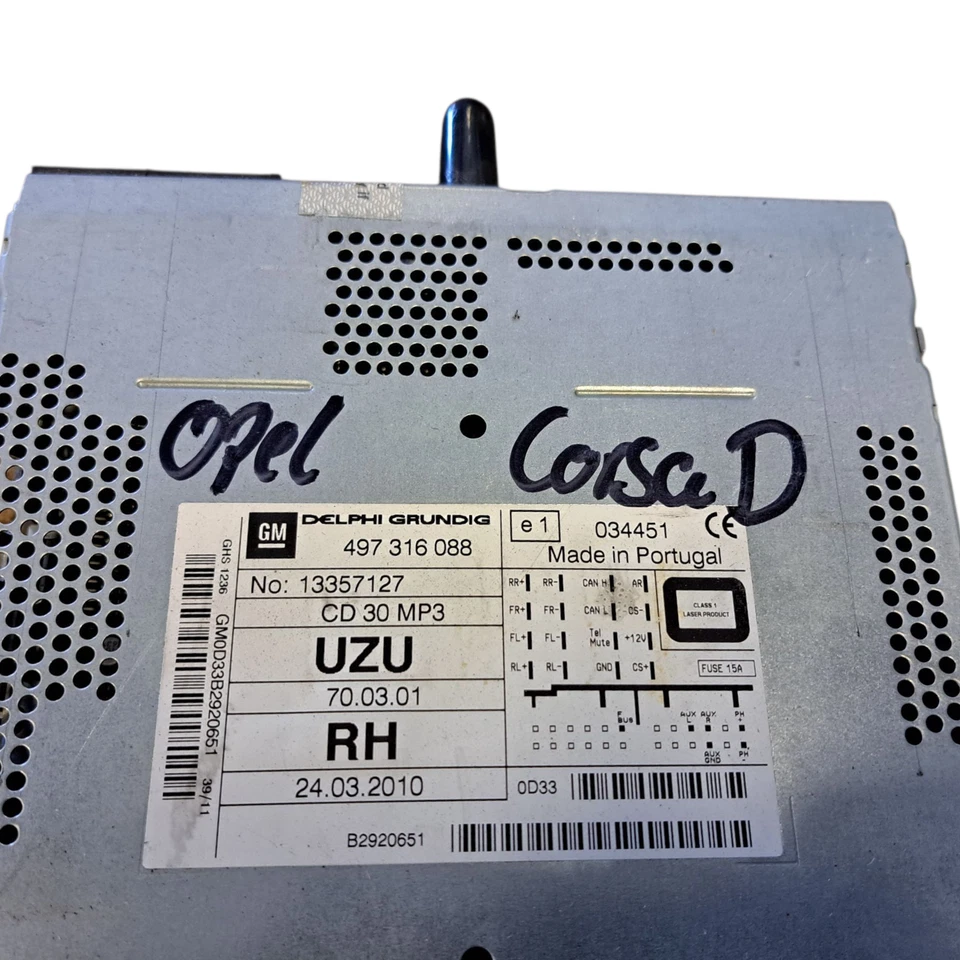 Opel Corsa D
GM DELPHI GRUNDIG
497 316 088
e1 034451 CE
Made in Portugal
No: 13357127
CD 30 MP3
UZU
70.03.01
RH
24.03.2010
RR+ RR- CAN H AR
FR+ FR- CAN L GS-
FL+ FL- Tel Mute +12V
RL+ RL- GND CS+
CLASS 1
LASER PRODUCT
FUSE 15A
F BUS AUX L AUX R PH +
AUX GND PH -
0D33
B2920651
GHS 1236 GM0D33B2920651 39/11